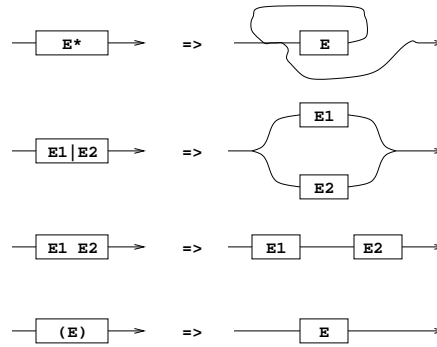 E* => E
E1|E2 => E1
E2
E1 E2 => E1 E2
(E) => E